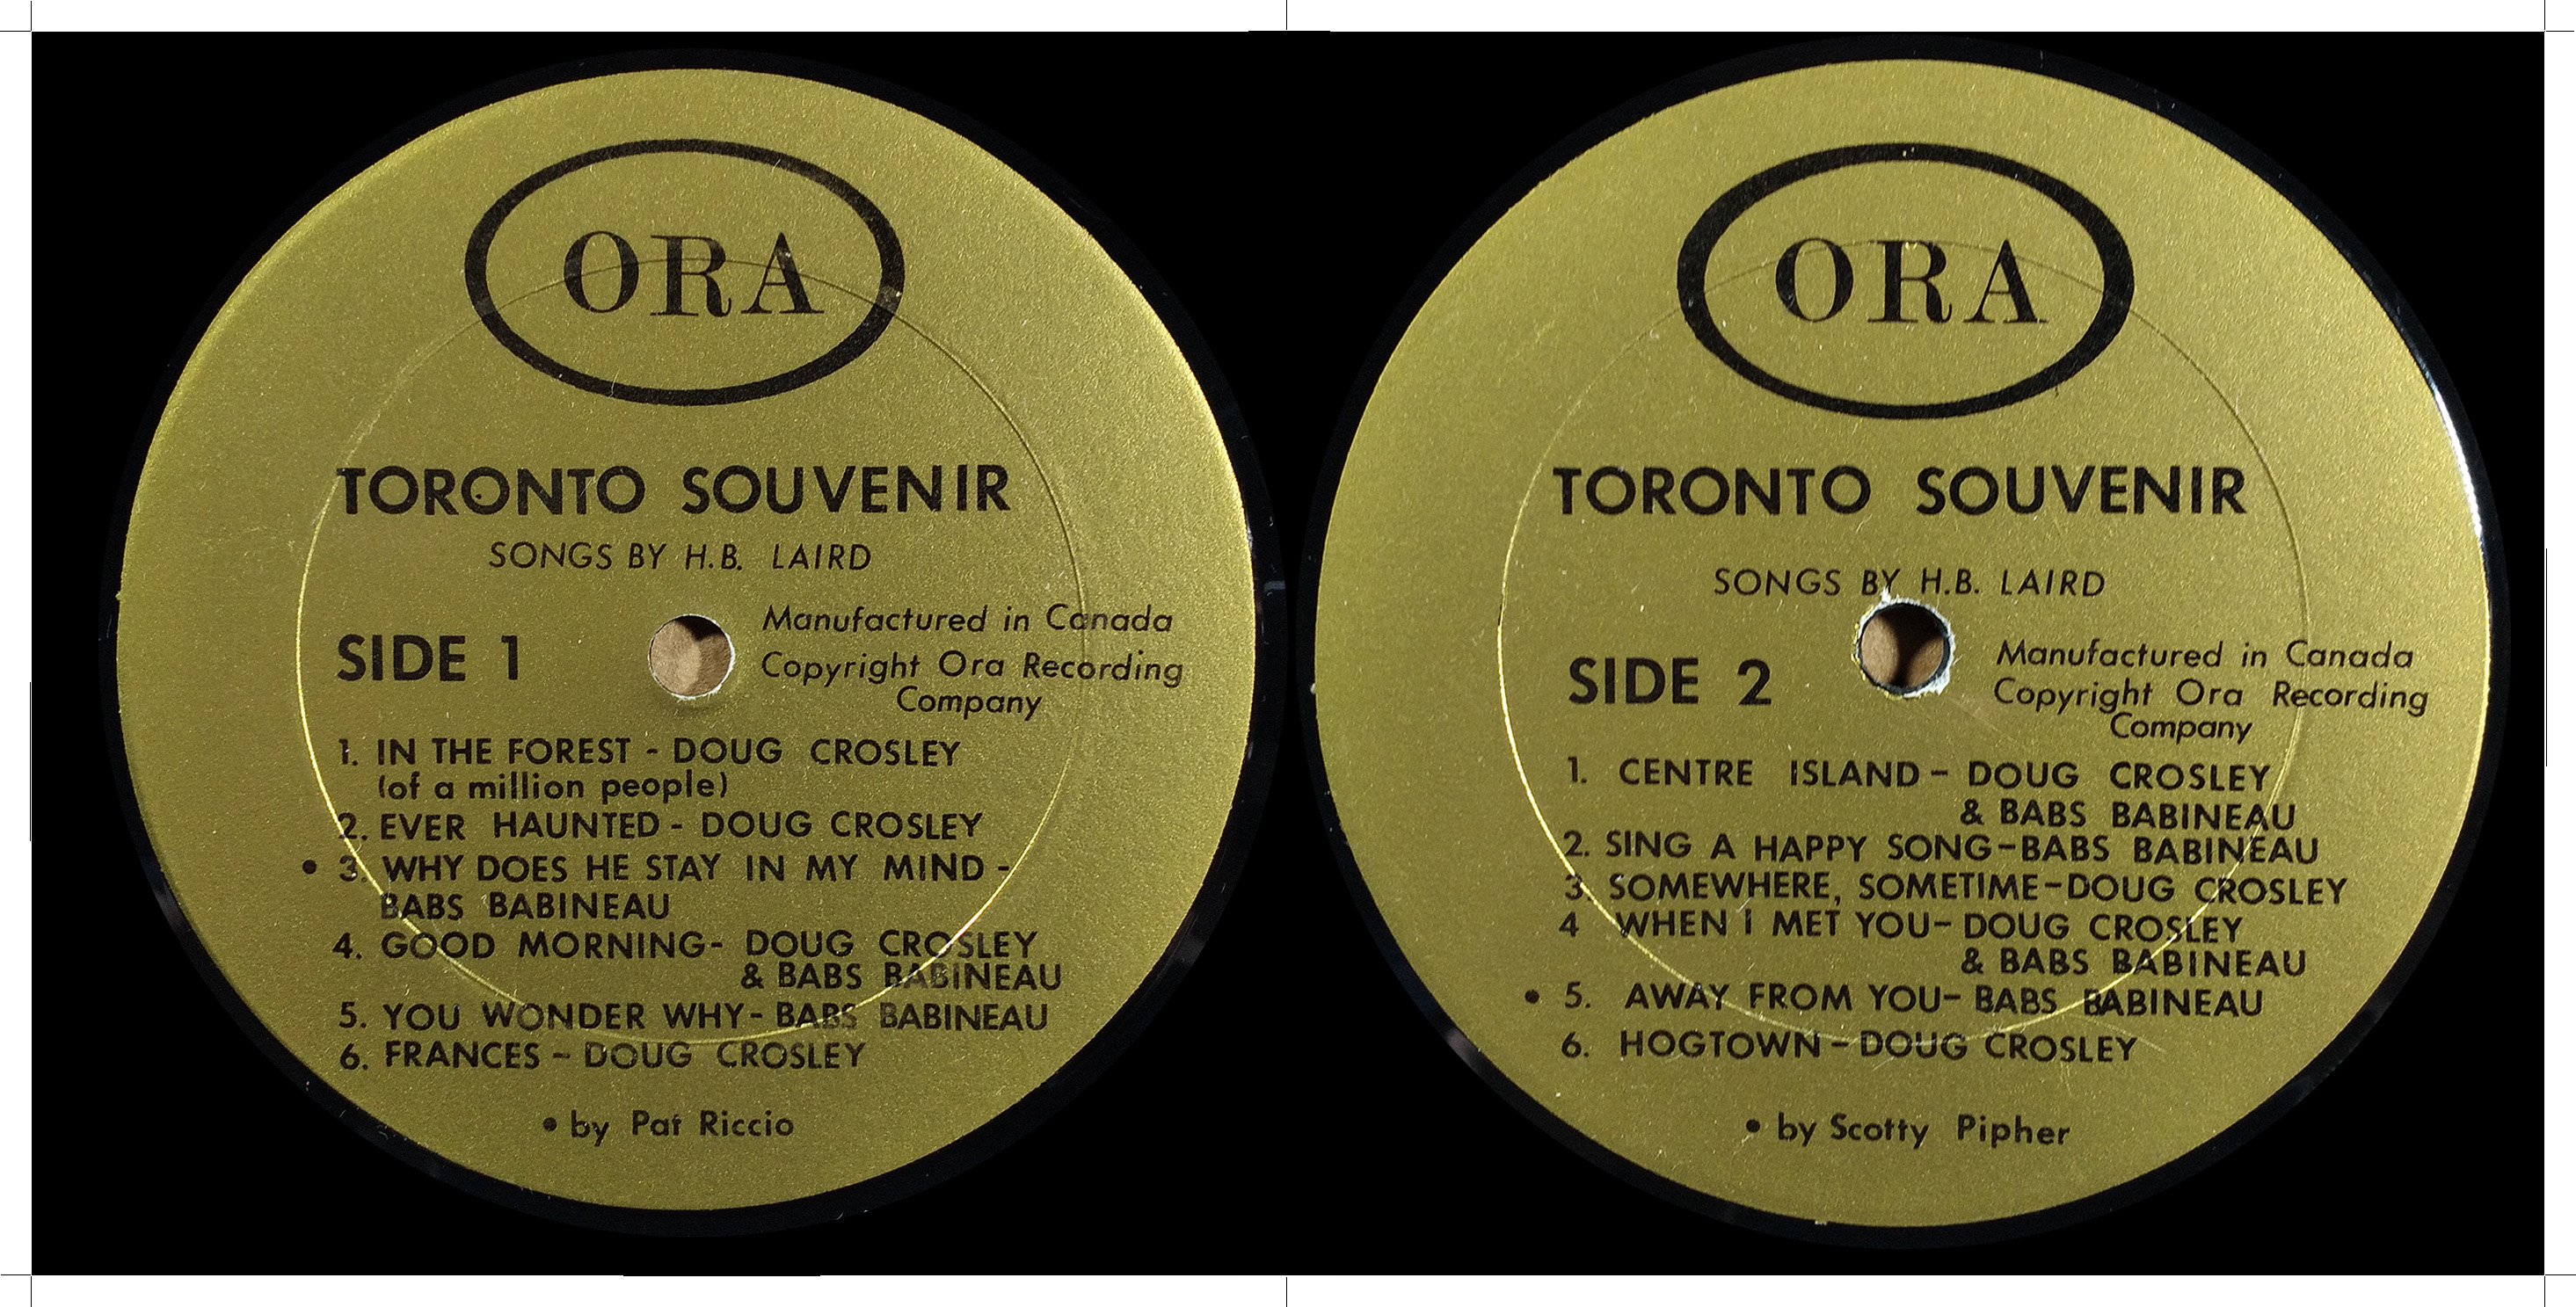 ORA
TORONTO SOUVENIR
SONGS BY H.B. LAIRD
Manufactured in Canada
SIDE 1
Copyright Ora Recording
Company
1. IN THE FOREST - DOUG CROSLEY
(of a million people)
2. EVER HAUNTED - DOUG CROSLEY
• 3. WHY DOES HE STAY IN MY MIND -
BABS BABINEAU
4. GOOD MORNING - DOUG CROSLEY
& BABS BABINEAU
5. YOU WONDER WHY - BABS BABINEAU
6. FRANCES - DOUG CROSLEY
• by Pat Riccio
ORA
TORONTO SOUVENIR
SONGS BY H.B. LAIRD
Manufactured in Canada
SIDE 2
Copyright Ora Recording
Company
1. CENTRE ISLAND - DOUG CROSLEY
& BABS BABINEAU
2. SING A HAPPY SONG - BABS BABINEAU
3. SOMEWHERE, SOMETIME - DOUG CROSLEY
4 WHEN I MET YOU - DOUG CROSLEY
& BABS BABINEAU
• 5. AWAY FROM YOU - BABS BABINEAU
6. HOGTOWN - DOUG CROSLEY
• by Scotty Pipher